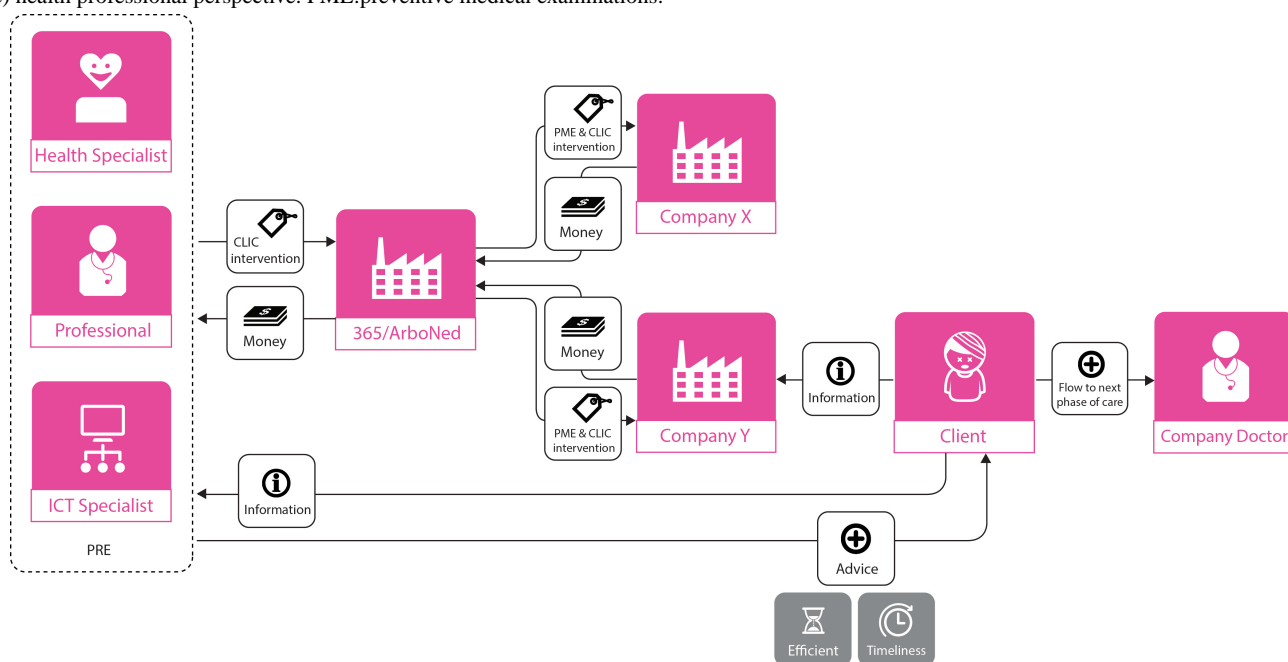 ) health professional perspective. PME:preventive medical examinations.
Health Specialist
Professional
ICT Specialist
PRE
CLIC
intervention
Money
365/ArboNed
PME & CLIC
intervention
Money
Company X
Money
PME & CLIC
intervention
Company Y
Information
Client
Flow to next
phase of care
Company Doctor
Information
Advice
Efficient
Timeliness